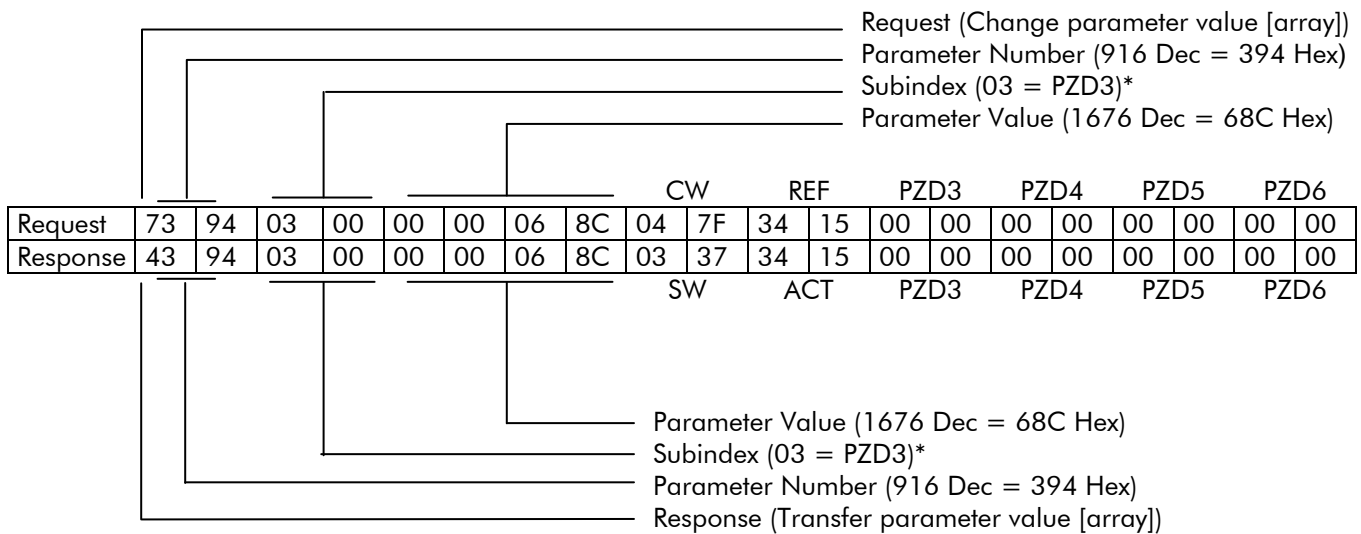 Request (Change parameter value [array])
Parameter Number (916 Dec = 394 Hex)
Subindex (03 = PZD3)*
Parameter Value (1676 Dec = 68C Hex)
CW REF PZD3 PZD4 PZD5 PZD6
Request 73 94 03 00 00 00 06 8C 04 7F 34 15 00 00 00 00 00 00 00 00
Response 43 94 03 00 00 00 06 8C 03 37 34 15 00 00 00 00 00 00 00 00
SW ACT PZD3 PZD4 PZD5 PZD6
Parameter Value (1676 Dec = 68C Hex)
Subindex (03 = PZD3)*
Parameter Number (916 Dec = 394 Hex)
Response (Transfer parameter value [array])